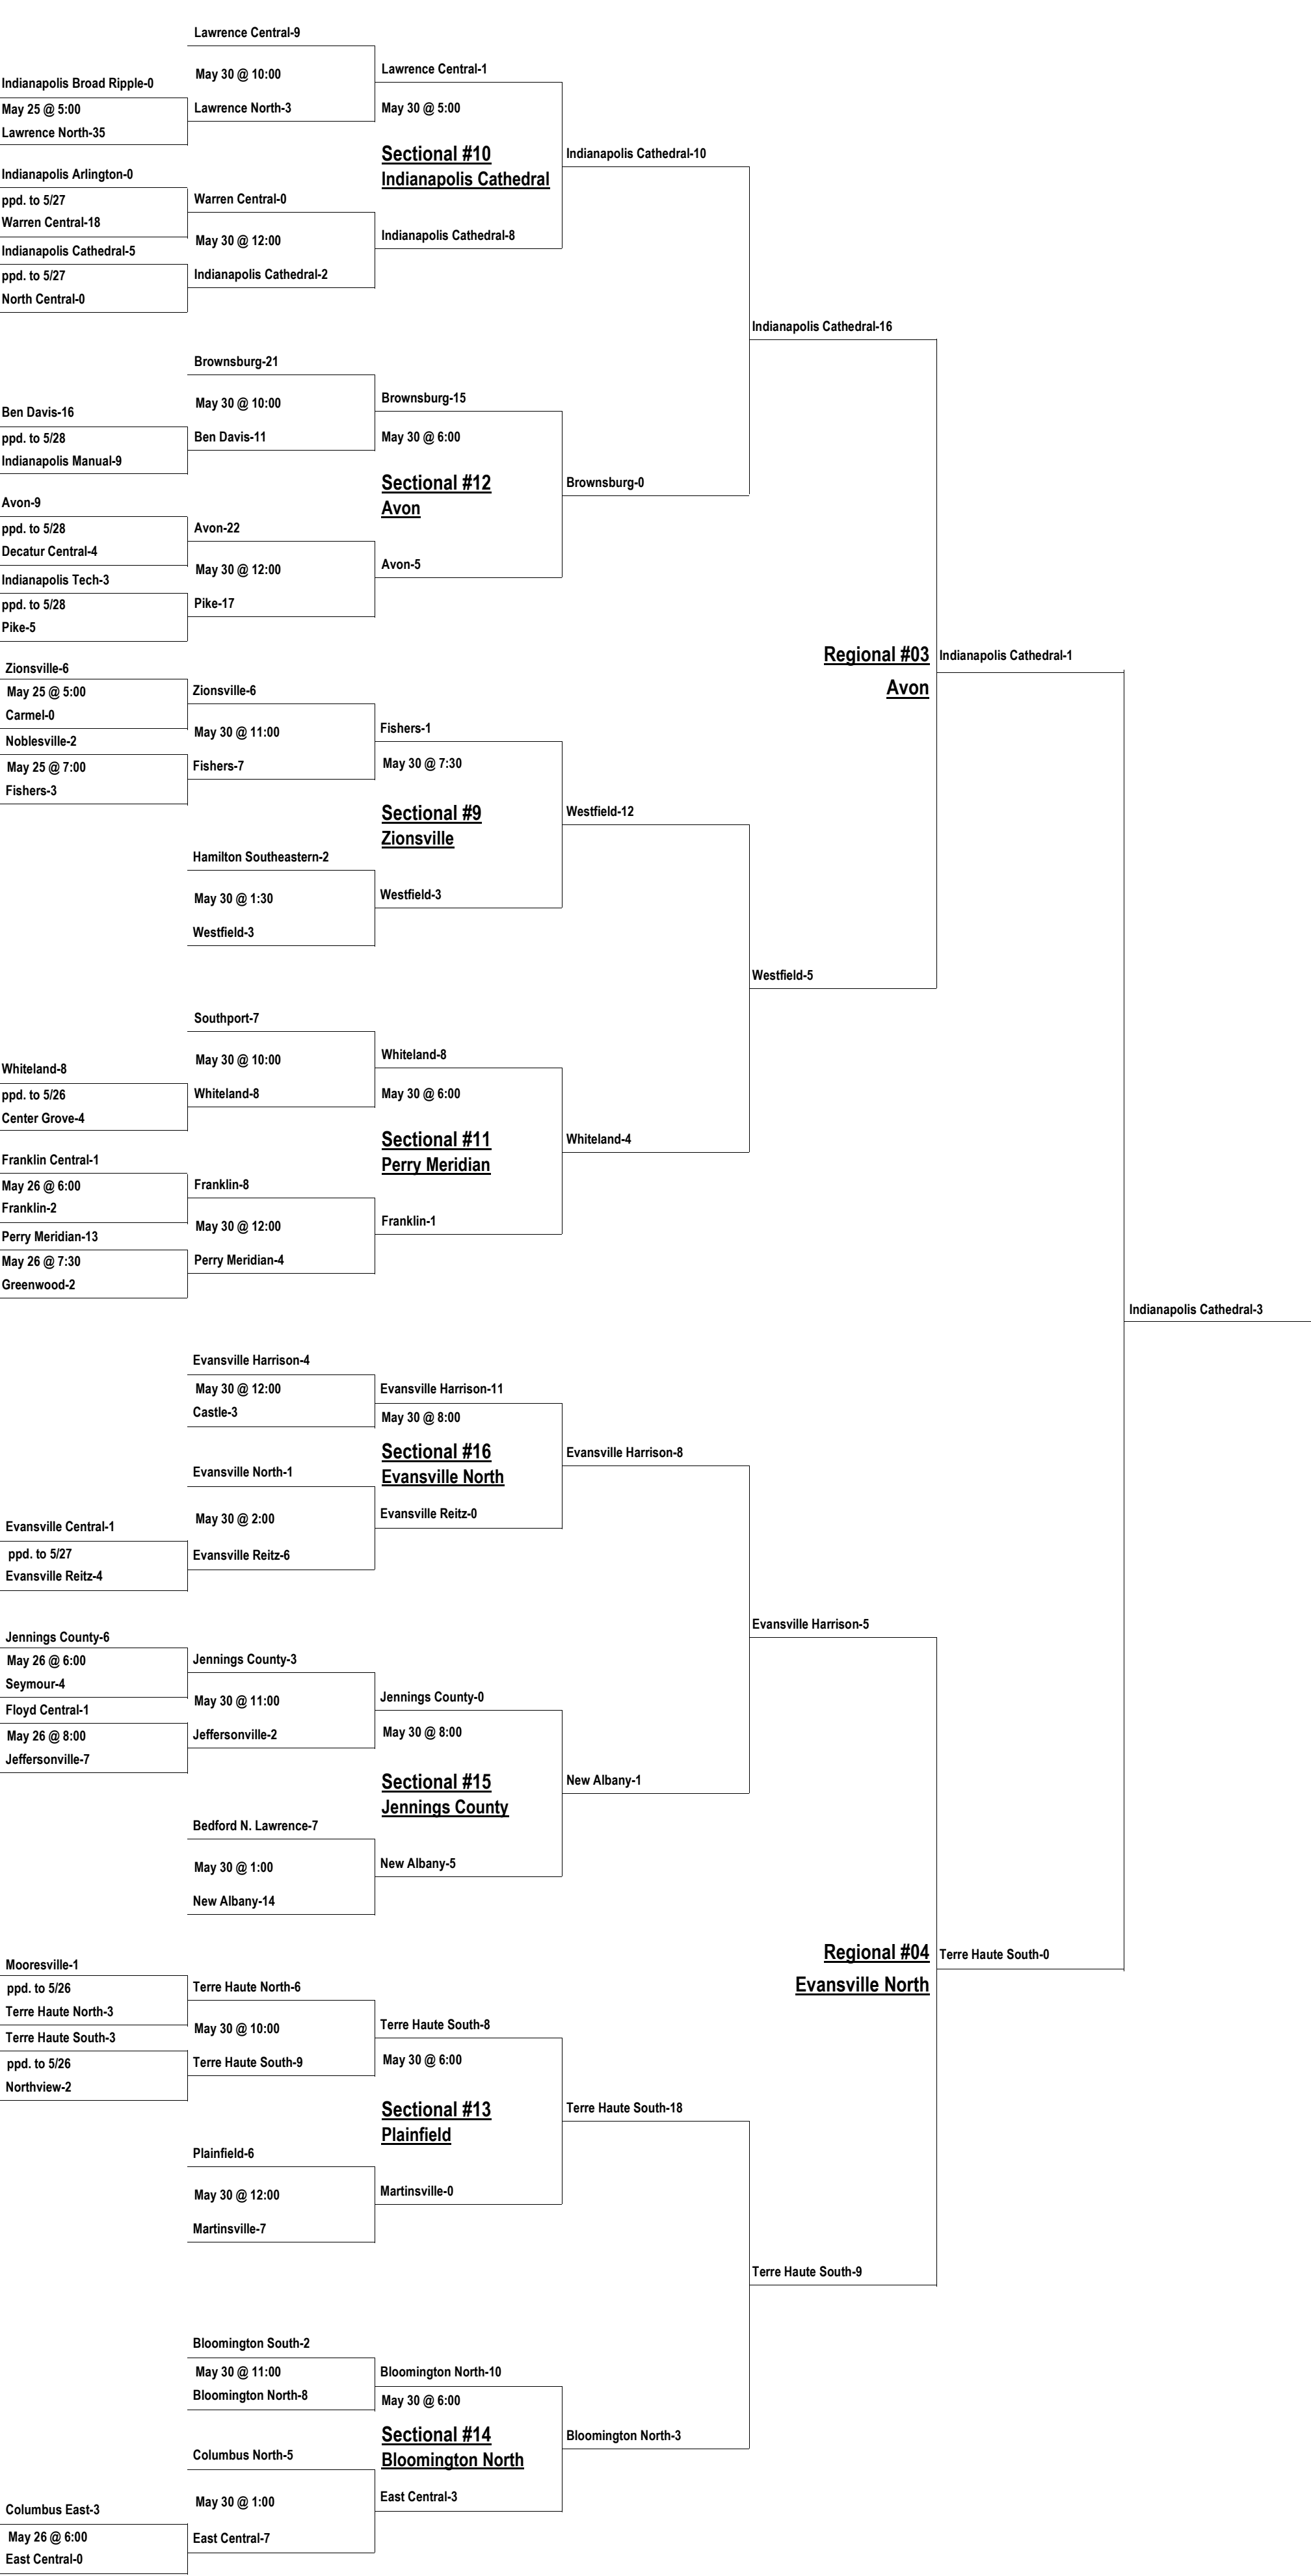 Lawrence Central-9
May 30 @ 10:00
Lawrence Central-1
Indianapolis Broad Ripple-0
May 25 @ 5:00
Lawrence North-3
May 30 @ 5:00
Lawrence North-35
Sectional #10
Indianapolis Cathedral-10
Indianapolis Arlington-0
Indianapolis Cathedral
ppd. to 5/27
Warren Central-0
Warren Central-18
May 30 @ 12:00
Indianapolis Cathedral-8
Indianapolis Cathedral-5
ppd. to 5/27
Indianapolis Cathedral-2
North Central-0
Indianapolis Cathedral-16
Brownsburg-21
May 30 @ 10:00
Brownsburg-15
Ben Davis-16
ppd. to 5/28
Ben Davis-11
May 30 @ 6:00
Indianapolis Manual-9
Sectional #12
Brownsburg-0
Avon-9
Avon
ppd. to 5/28
Avon-22
Decatur Central-4
May 30 @ 12:00
Avon-5
Indianapolis Tech-3
ppd. to 5/28
Pike-17
Pike-5
Regional #03
Indianapolis Cathedral-1
Avon
Zionsville-6
May 25 @ 5:00
Zionsville-6
Carmel-0
May 30 @ 11:00
Fishers-1
Noblesville-2
May 25 @ 7:00
Fishers-7
May 30 @ 7:30
Fishers-3
Sectional #9
Westfield-12
Zionsville
Hamilton Southeastern-2
May 30 @ 1:30
Westfield-3
Westfield-3
Westfield-5
Southport-7
May 30 @ 10:00
Whiteland-8
Whiteland-8
ppd. to 5/26
Whiteland-8
May 30 @ 6:00
Center Grove-4
Sectional #11
Whiteland-4
Franklin Central-1
Perry Meridian
May 26 @ 6:00
Franklin-8
Franklin-2
May 30 @ 12:00
Franklin-1
Perry Meridian-13
May 26 @ 7:30
Perry Meridian-4
Greenwood-2
Indianapolis Cathedral-3
Evansville Harrison-4
May 30 @ 12:00
Evansville Harrison-11
Castle-3
May 30 @ 8:00
Sectional #16
Evansville Harrison-8
Evansville North-1
Evansville North
Evansville Central-1
May 30 @ 2:00
Evansville Reitz-0
ppd. to 5/27
Evansville Reitz-6
Evansville Reitz-4
Evansville Harrison-5
Jennings County-6
May 26 @ 6:00
Jennings County-3
Seymour-4
May 30 @ 11:00
Jennings County-0
Floyd Central-1
May 26 @ 8:00
Jeffersonville-2
May 30 @ 8:00
Jeffersonville-7
Sectional #15
New Albany-1
Jennings County
Bedford N. Lawrence-7
May 30 @ 1:00
New Albany-5
New Albany-14
Regional #04
Terre Haute South-0
Evansville North
Mooresville-1
ppd. to 5/26
Terre Haute North-6
Terre Haute North-3
May 30 @ 10:00
Terre Haute South-8
Terre Haute South-3
ppd. to 5/26
Terre Haute South-9
May 30 @ 6:00
Northview-2
Sectional #13
Terre Haute South-18
Plainfield
Plainfield-6
May 30 @ 12:00
Martinsville-0
Martinsville-7
Terre Haute South-9
Bloomington South-2
May 30 @ 11:00
Bloomington North-10
Bloomington North-8
May 30 @ 6:00
Sectional #14
Bloomington North-3
Columbus North-5
Bloomington North
Columbus East-3
May 30 @ 1:00
East Central-3
May 26 @ 6:00
East Central-7
East Central-0